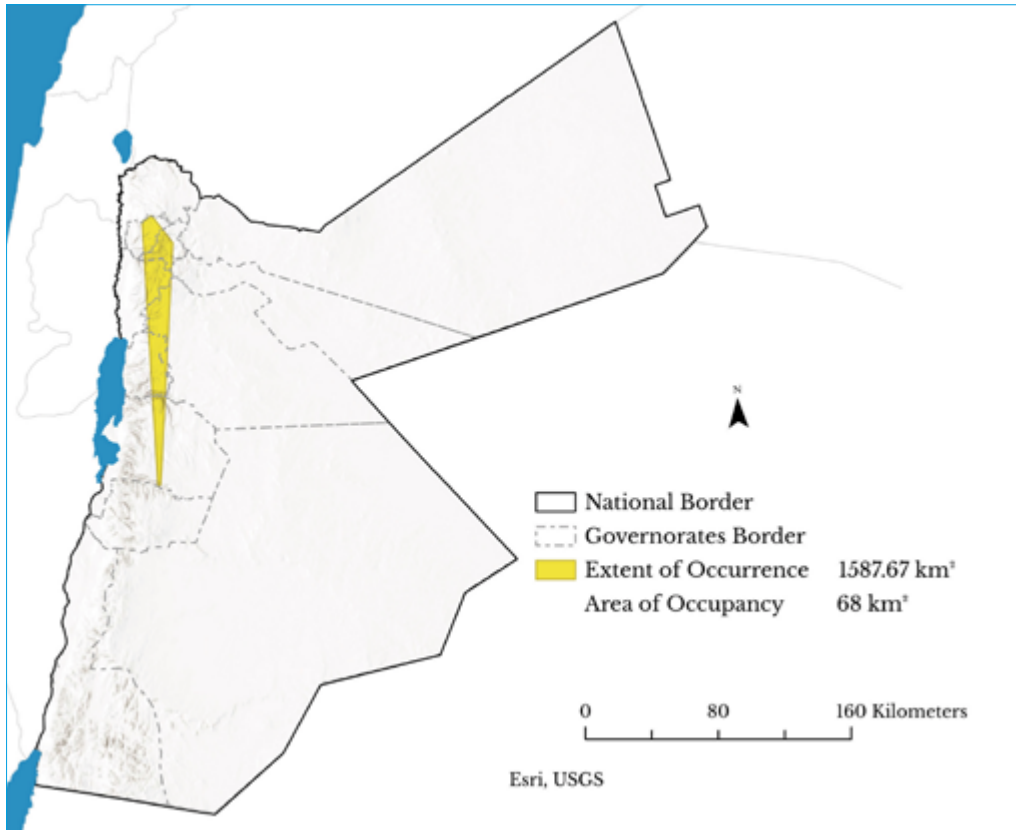 N
National Border
Governorates Border
Extent of Occurrence 1587.67 km²
Area of Occupancy 68 km²
0 80 160 Kilometers
Esri, USGS